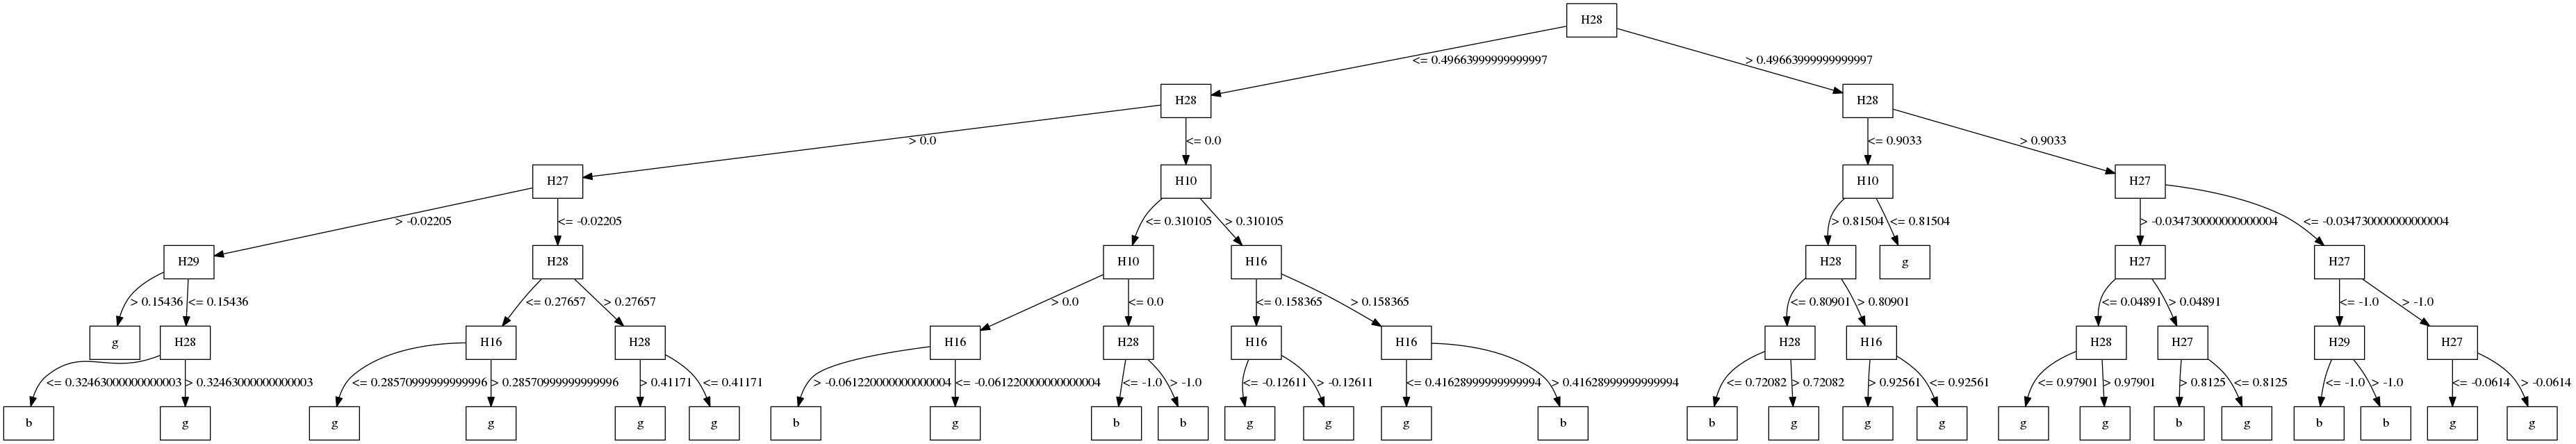 H28
<= 0.49663999999999997 > 0.49663999999999997
H28 H28
> 0.0 <= 0.0 <= 0.9033 > 0.9033
H27 H10 H10 H27
> -0.02205 <= -0.02205 <= 0.310105 > 0.310105 > 0.81504 <= 0.81504 > -0.034730000000000004 <= -0.034730000000000004
H29 H28 H10 H16 H28 g H27 H27
> 0.15436 <= 0.15436 <= 0.27657 > 0.27657 > 0.0 <= 0.0 <= 0.158365 > 0.158365 <= 0.80901 > 0.80901 <= 0.04891 > 0.04891 <= -1.0 > -1.0
g H28 H16 H28 H16 H28 H16 H16 H28 H16 H28 H27 H29 H27
<= 0.32463000000000003 > 0.32463000000000003 <= 0.28570999999999996 > 0.28570999999999996 > 0.41171 <= 0.41171 > -0.061220000000000004 <= -0.061220000000000004 <= -1.0 > -1.0 <= -0.12611 > -0.12611 <= 0.41628999999999994 > 0.41628999999999994 <= 0.72082 > 0.72082 > 0.92561 <= 0.92561 <= 0.97901 > 0.97901 > 0.8125 <= 0.8125 <= -1.0 > -1.0 <= -0.0614 > -0.0614
b g g g g g b g b b g g g b b g g g g g b g b b g g